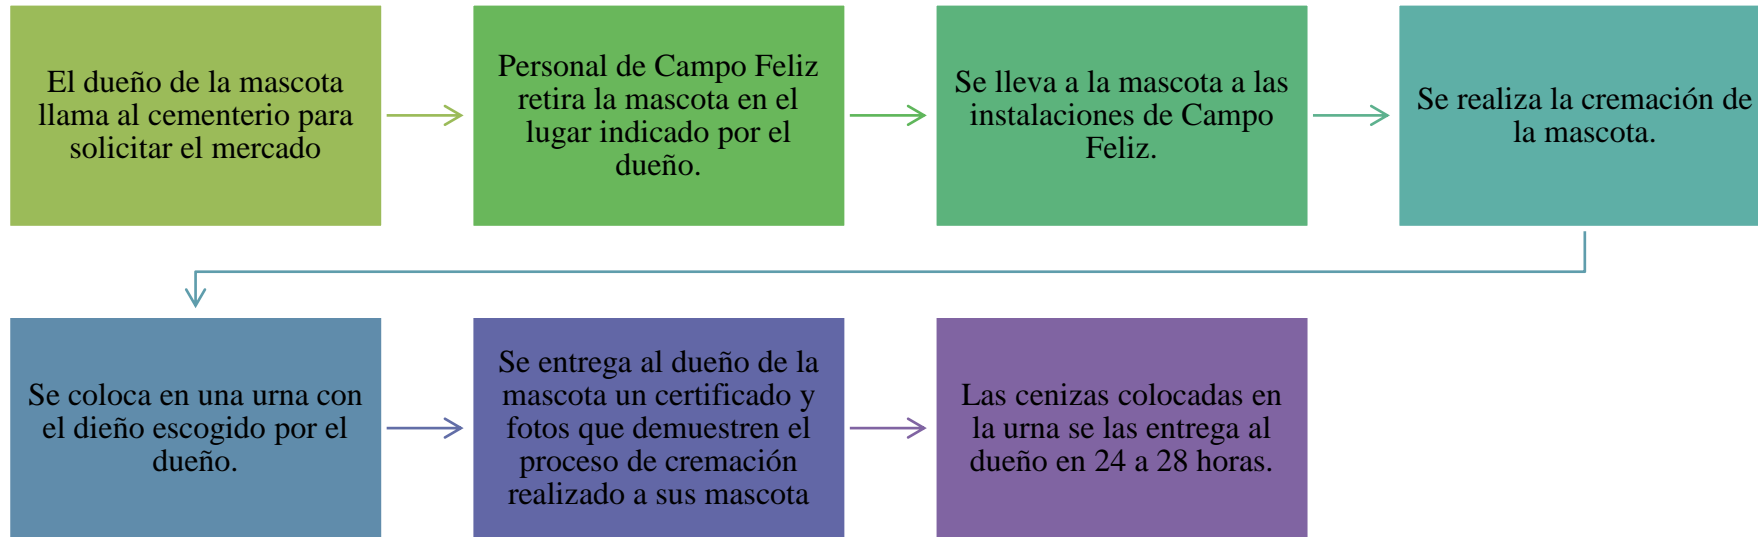 El dueño de la mascota
llama al cementerio para
solicitar el mercado
Personal de Campo Feliz
retira la mascota en el
lugar indicado por el
dueño.
Se lleva a la mascota a las
instalaciones de Campo
Feliz.
Se realiza la cremación de
la mascota.
Se coloca en una urna con
el dieño escogido por el
dueño.
Se entrega al dueño de la
mascota un certificado y
fotos que demuestren el
proceso de cremación
realizado a sus mascota
Las cenizas colocadas en
la urna se las entrega al
dueño en 24 a 28 horas.